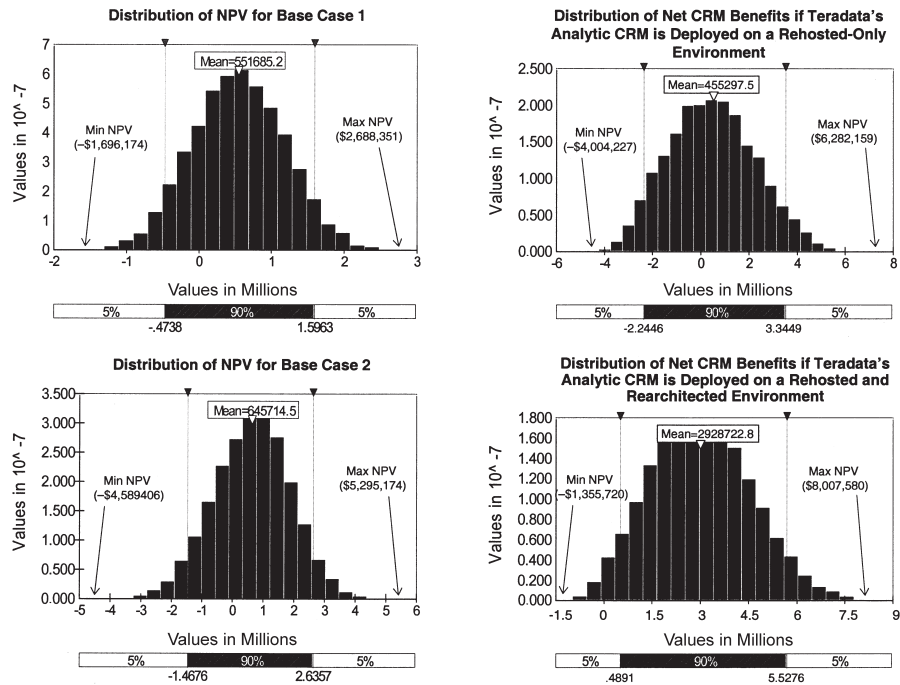 Distribution of NPV for Base Case 1
7
6
5
4
3
2
1
0
Values in 10^ -7
Mean=551685.2
Min NPV
(–$1,696,174)
Max NPV
($2,688,351)
-2 -1 0 1 2 3
Values in Millions
5% 90% 5%
-.4738 1.5963
Distribution of Net CRM Benefits if Teradata's
Analytic CRM is Deployed on a Rehosted-Only
Environment
2.500
2.000
1.500
1.000
0.500
0.000
Values in 10^ -7
Mean=455297.5
Min NPV
(–$4,004,227)
Max NPV
($6,282,159)
-6 -4 -2 0 2 4 6 8
Values in Millions
5% 90% 5%
-2.2446 3.3449
Distribution of NPV for Base Case 2
3.500
3.000
2.500
2.000
1.500
1.000
0.500
0.000
Values in 10^ -7
Mean=645714.5
Min NPV
(–$4,589406)
Max NPV
($5,295,174)
-5 -4 -3 -2 -1 0 1 2 3 4 5 6
Values in Millions
5% 90% 5%
-1.4676 2.6357
Distribution of Net CRM Benefits if Teradata's
Analytic CRM is Deployed on a Rehosted and
Rearchitected Environment
1.800
1.600
1.400
1.200
1.000
0.800
0.600
0.400
0.200
0.000
Values in 10^ -7
Mean=2928722.8
Min NPV
(–$1,355,720)
Max NPV
($8,007,580)
-1.5 0 1.5 3 4.5 6 7.5 9
Values in Millions
5% 90% 5%
.4891 5.5276